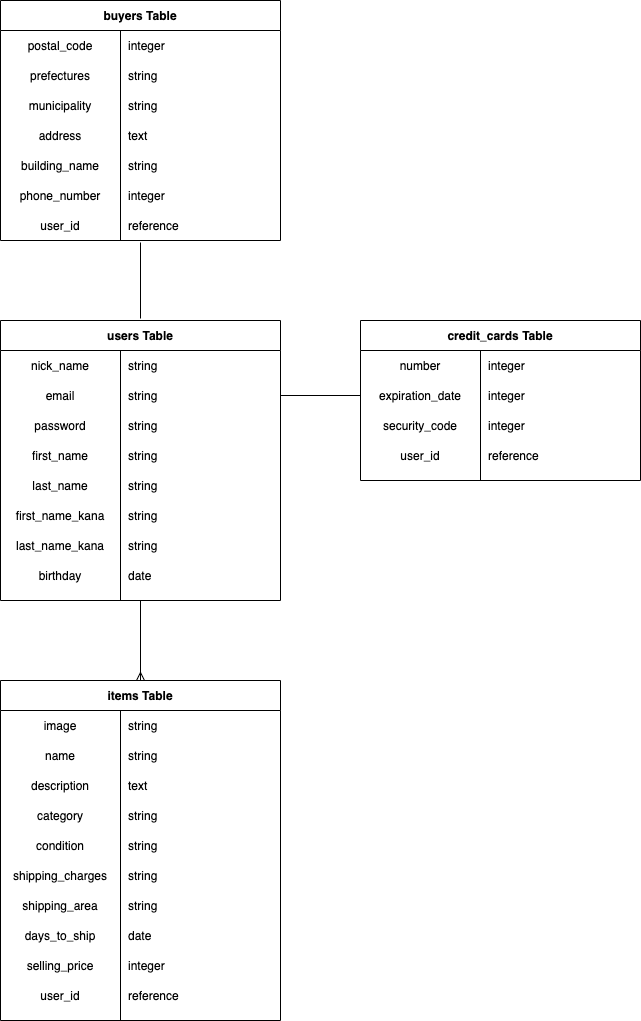 buyers Table
postal_code integer
prefectures string
municipality string
address text
building_name string
phone_number integer
user_id reference
users Table
nick_name string
email string
password string
first_name string
last_name string
first_name_kana string
last_name_kana string
birthday date
credit_cards Table
number integer
expiration_date integer
security_code integer
user_id reference
items Table
image string
name string
description text
category string
condition string
shipping_charges string
shipping_area string
days_to_ship date
selling_price integer
user_id reference